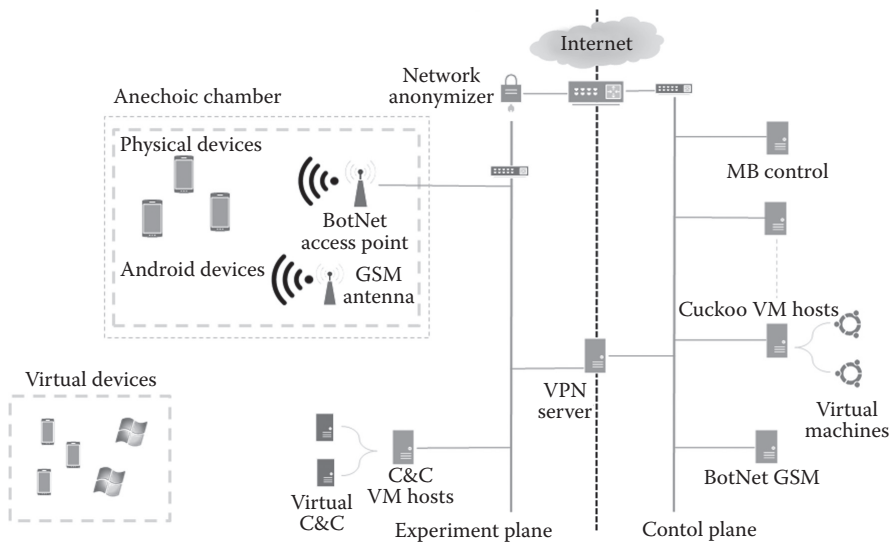 Internet
Network
anonymizer
Anechoic chamber
Physical devices
BotNet
access point
Android devices
GSM
antenna
MB control
Cuckoo VM hosts
Virtual
machines
VPN
server
BotNet GSM
Virtual devices
C&C
VM hosts
Virtual
C&C
Experiment plane
Contol plane